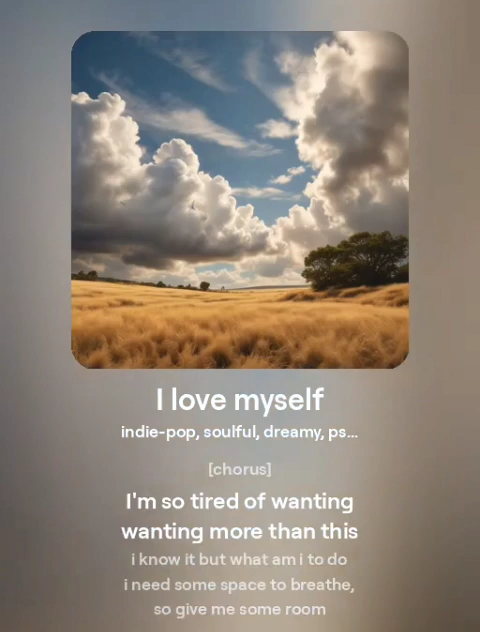 I love myself
indie-pop, soulful, dreamy, ps...
[chorus]
I'm so tired of wanting
wanting more than this
i know it but what am i to do
i need some space to breathe,
so give me some room